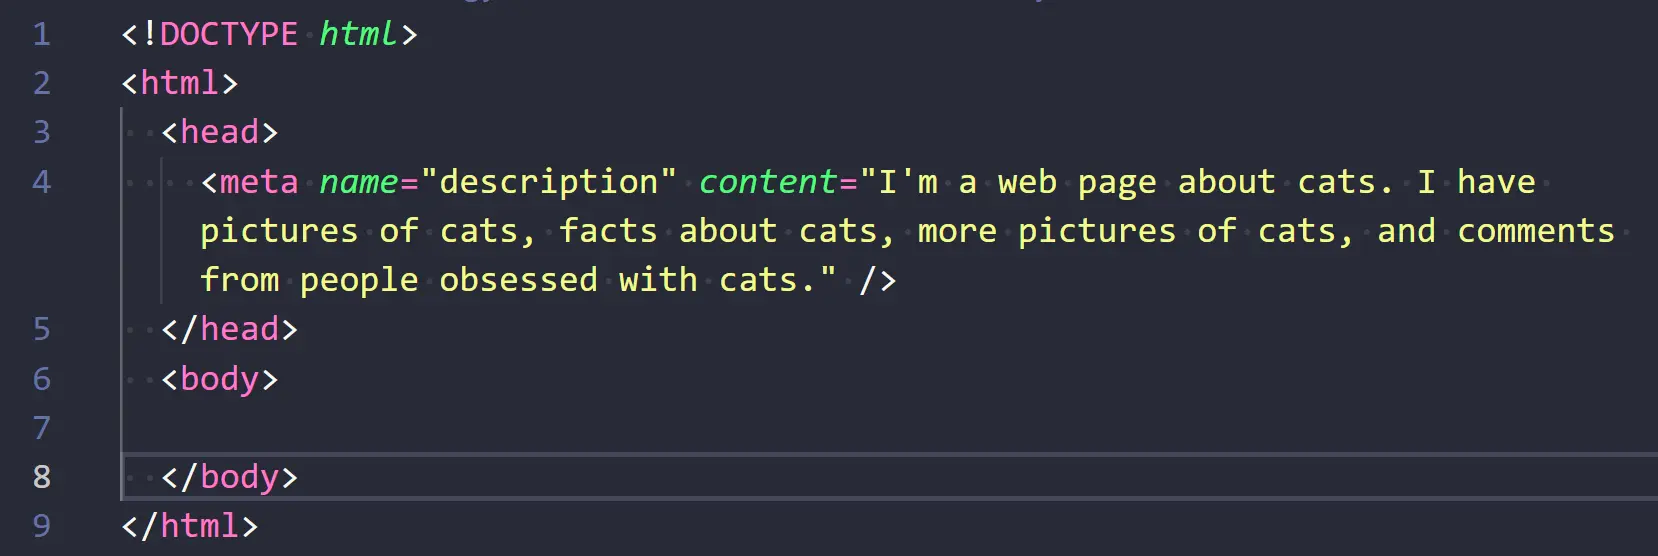 1 <!DOCTYPE html>
2 <html>
3   <head>
4     <meta name="description" content="I'm a web page about cats. I have
pictures of cats, facts about cats, more pictures of cats, and comments
from people obsessed with cats." />
5   </head>
6   <body>
7
8   </body>
9 </html>